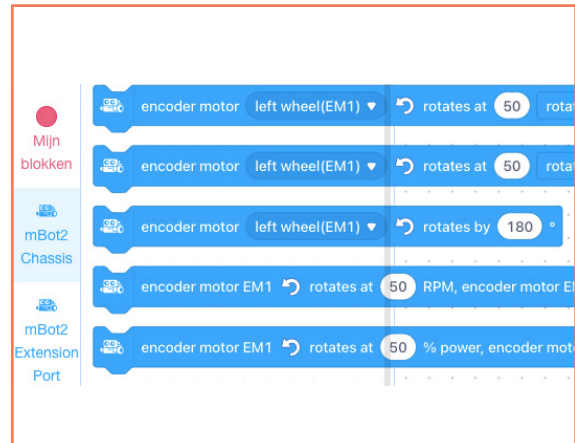 encoder motor left wheel(EM1) rotates at 50
encoder motor left wheel(EM1) rotates at 50
encoder motor left wheel(EM1) rotates by 180 °
encoder motor EM1 rotates at 50 RPM, encoder motor
encoder motor EM1 rotates at 50 % power, encoder
Mijn
blokken
mBot2
Chassis
mBot2
Extension
Port